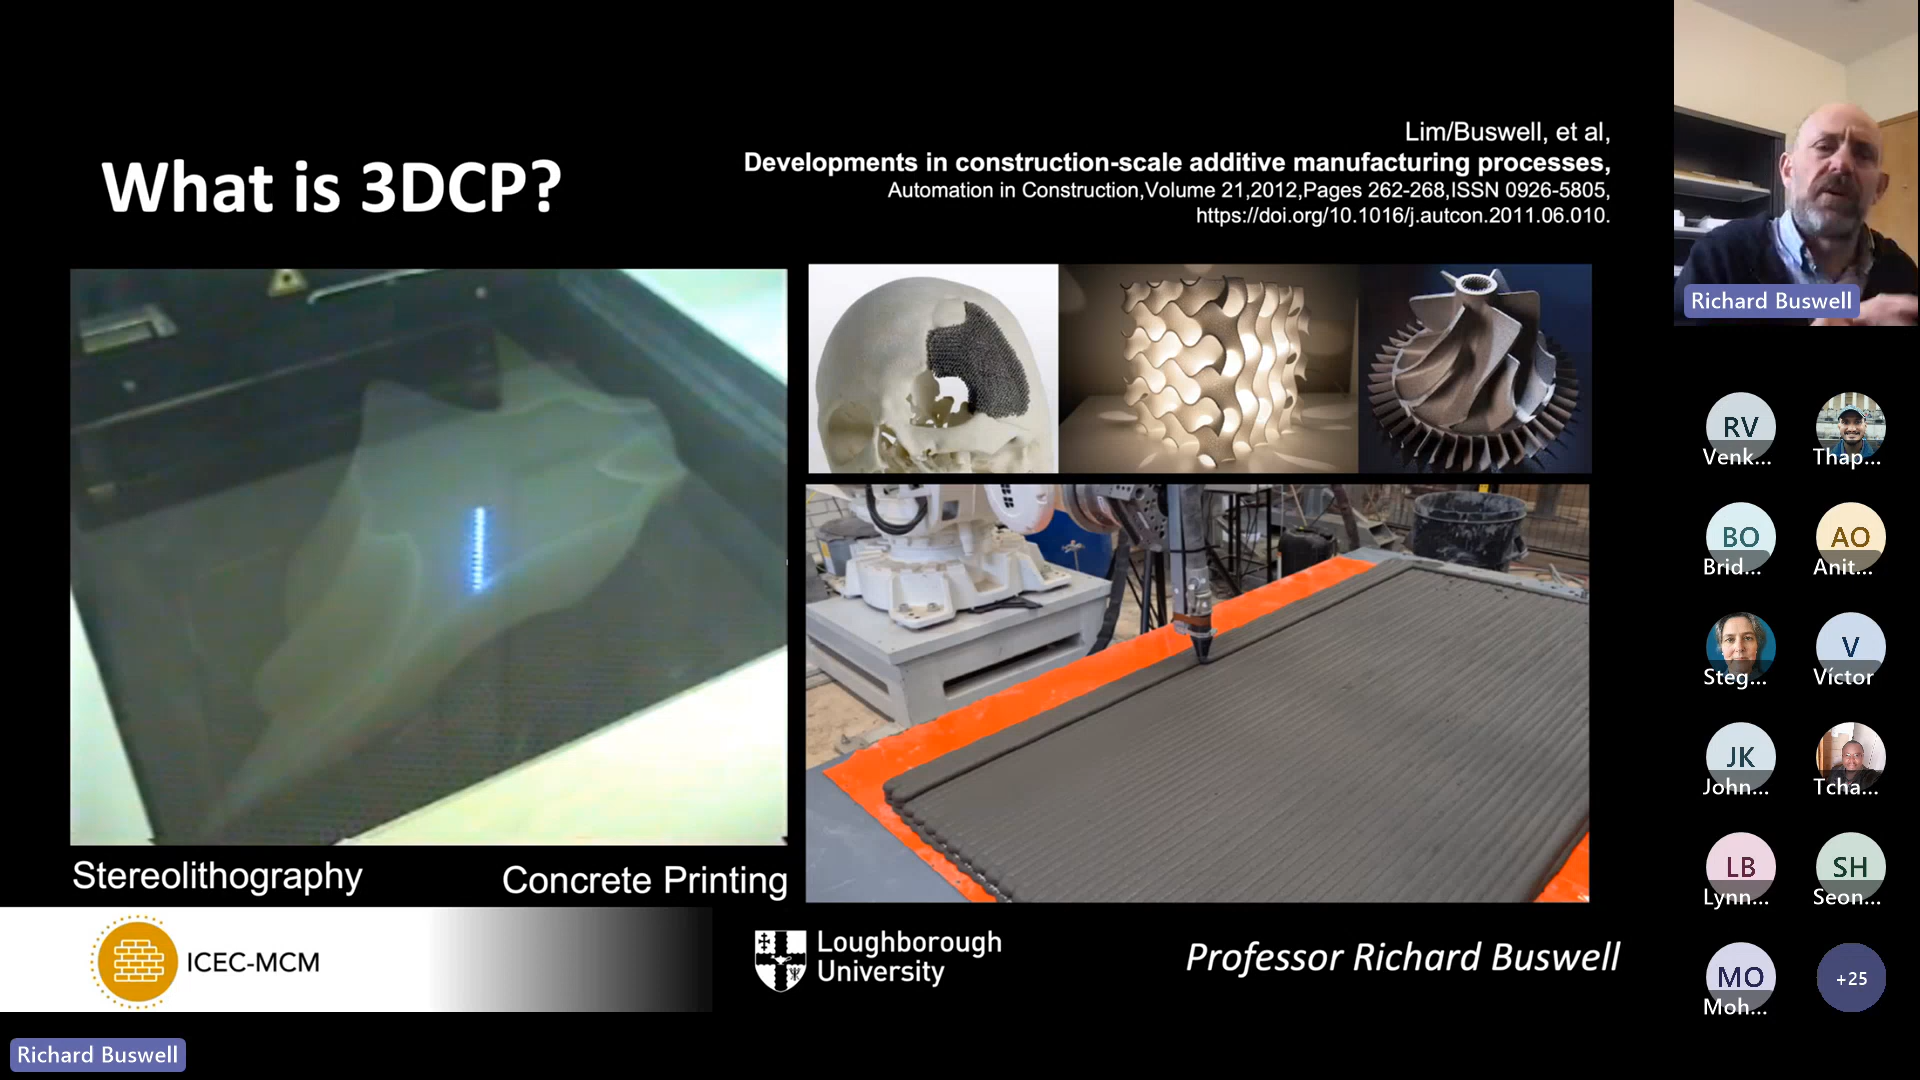 What is 3DCP?
Lim/Buswell, et al,
Developments in construction-scale additive manufacturing processes,
Automation in Construction,Volume 21,2012,Pages 262-268,ISSN 0926-5805,
https://doi.org/10.1016/j.autcon.2011.06.010.
Stereolithography
Concrete Printing
ICEC-MCM
Loughborough
University
Professor Richard Buswell
Richard Buswell
Richard Buswell
RV
Venk...
Thap...
BO
Brid...
AO
Anit...
Steg...
V
Víctor
JK
John...
Tcha...
LB
Lynn...
SH
Seon...
MO
Moh...
+25